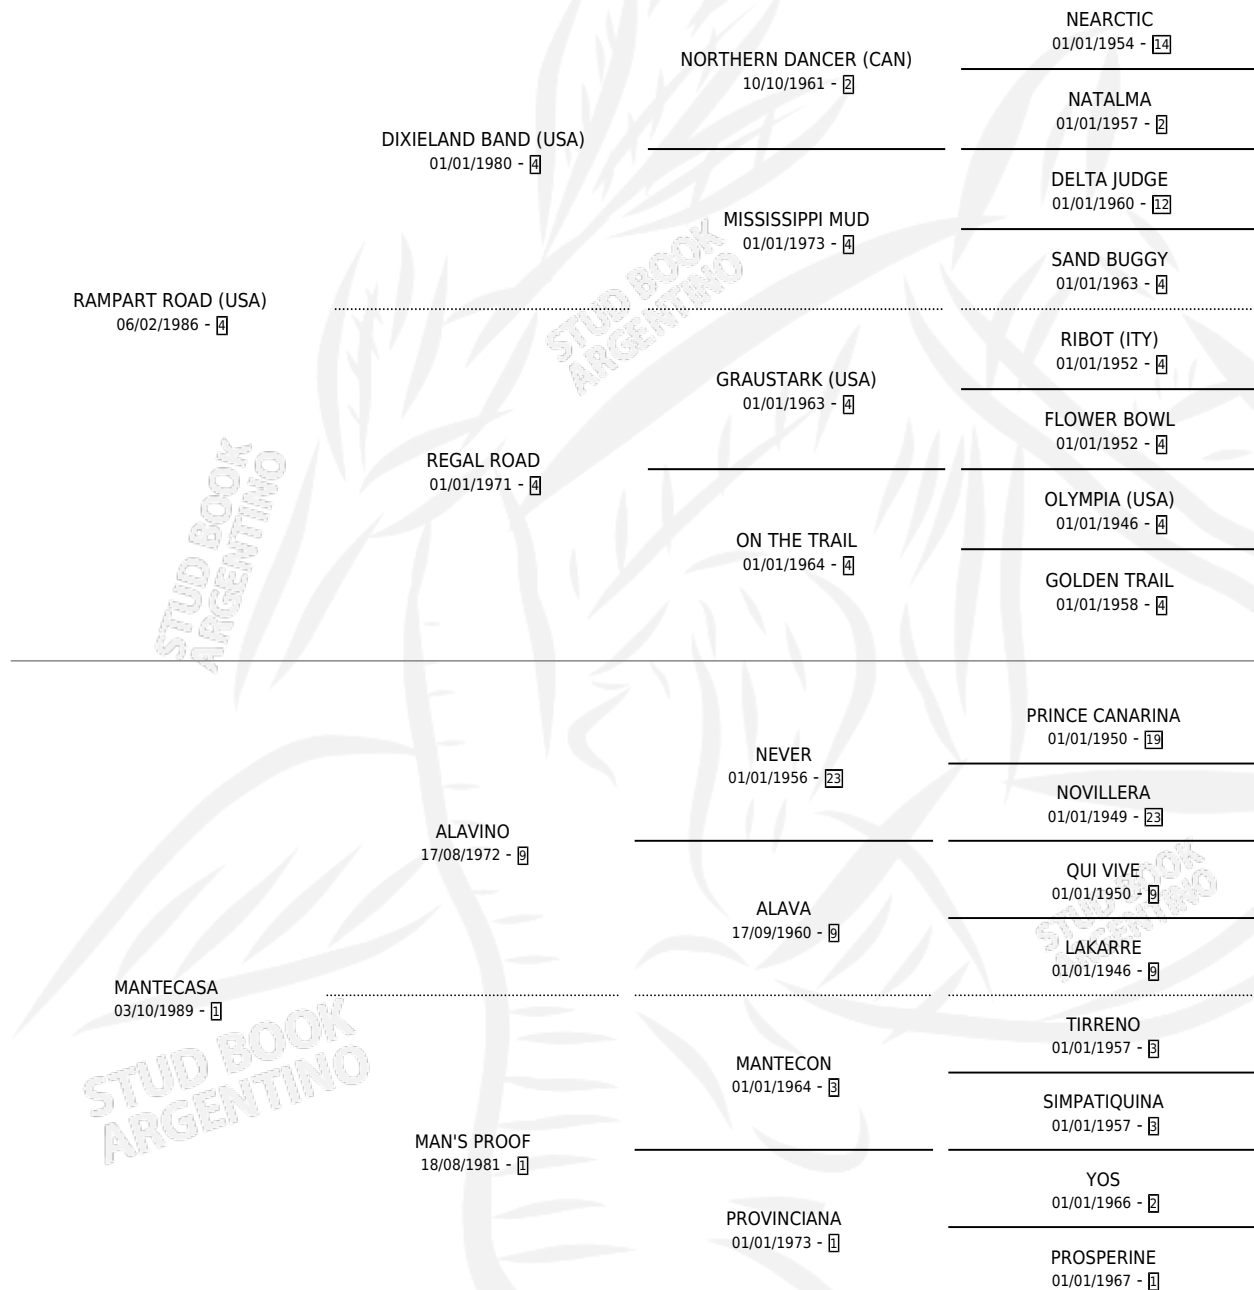 NEARCTIC
01/01/1954 - 14
NORTHERN DANCER (CAN)
10/10/1961 - 2
NATALMA
01/01/1957 - 2
DIXIELAND BAND (USA)
01/01/1980 - 4
DELTA JUDGE
01/01/1960 - 12
MISSISSIPPI MUD
01/01/1973 - 4
SAND BUGGY
01/01/1963 - 4
RAMPART ROAD (USA)
06/02/1986 - 4
RIBOT (ITY)
01/01/1952 - 4
GRAUSTARK (USA)
01/01/1963 - 4
FLOWER BOWL
01/01/1952 - 4
REGAL ROAD
01/01/1971 - 4
OLYMPIA (USA)
01/01/1946 - 4
ON THE TRAIL
01/01/1964 - 4
GOLDEN TRAIL
01/01/1958 - 4
PRINCE CANARINA
01/01/1950 - 19
NEVER
01/01/1956 - 23
NOVILLERA
01/01/1949 - 23
ALAVINO
17/08/1972 - 9
QUI VIVE
01/01/1950 - 9
ALAVA
17/09/1960 - 9
LAKARRE
01/01/1946 - 9
MANTECASA
03/10/1989 - 1
TIRRENO
01/01/1957 - 3
MANTECON
01/01/1964 - 3
SIMPATIQUINA
01/01/1957 - 3
MAN'S PROOF
18/08/1981 - 1
YOS
01/01/1966 - 2
PROVINCIANA
01/01/1973 - 1
PROSPERINE
01/01/1967 - 1
STUD BOOK
ARGENTINO
STUD BOOK
ARGENTINO
STUD BOOK
ARGENTINO
STUD BOOK
ARGENTINO